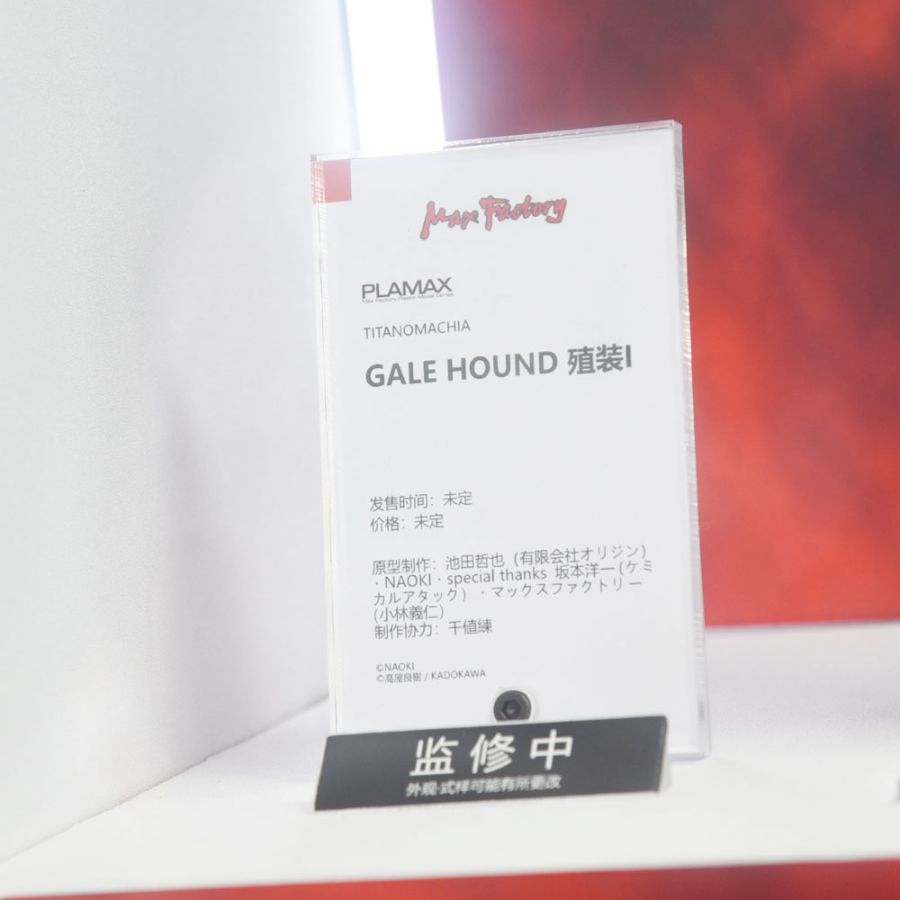 Max Factory
PLAMAX
Max Factory Plastic Model Series
TITANOMACHIA
GALE HOUND 殖装I
发售时间：未定
价格：未定
原型制作：池田哲也（有限会社オリジン）
・NAOKI・special thanks 坂本洋一（ケミ
カルアタック）・マックスファクトリー
（小林義仁）
制作协力：千値練
©NAOKI
©高屋良樹 / KADOKAWA
监修中
外观·式样可能有所更改